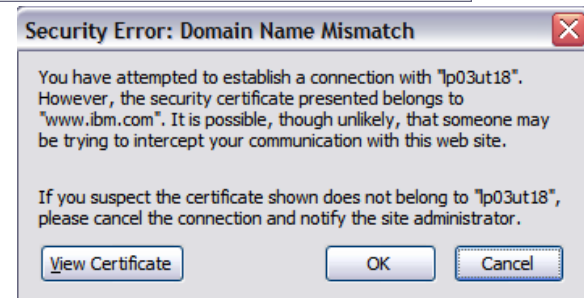 Security Error: Domain Name Mismatch
You have attempted to establish a connection with "lp03ut18".
However, the security certificate presented belongs to
"www.ibm.com". It is possible, though unlikely, that someone may
be trying to intercept your communication with this web site.
If you suspect the certificate shown does not belong to "lp03ut18",
please cancel the connection and notify the site administrator.
View Certificate
OK
Cancel